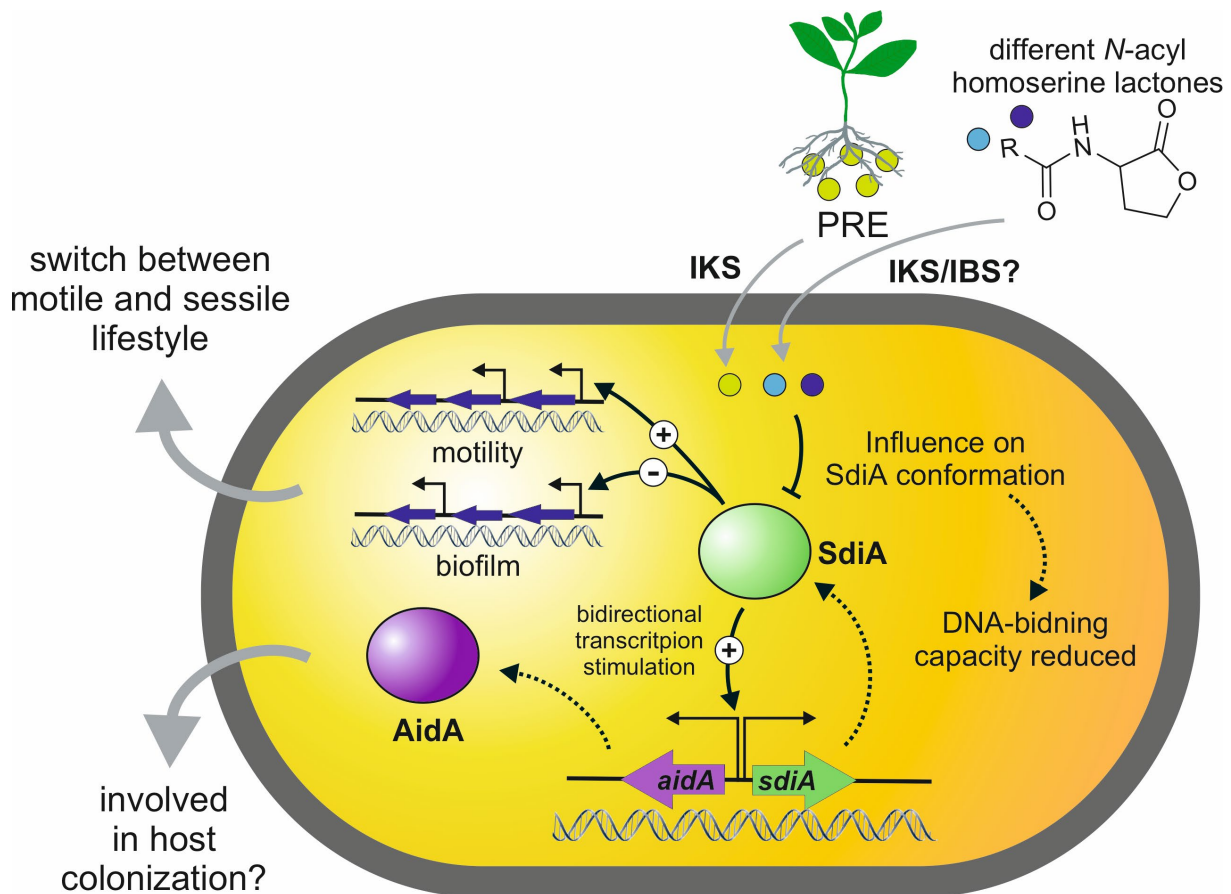 different N-acyl
homoserine lactones
H
O
R
N
O
O
PRE
IKS
IKS/IBS?
switch between
motile and sessile
lifestyle
motility
+
-
biofilm
Influence on
SdiA conformation
SdiA
DNA-bidning
capacity reduced
bidirectional
transcritpion
stimulation
+
AidA
aidA
sdiA
involved
in host
colonization?